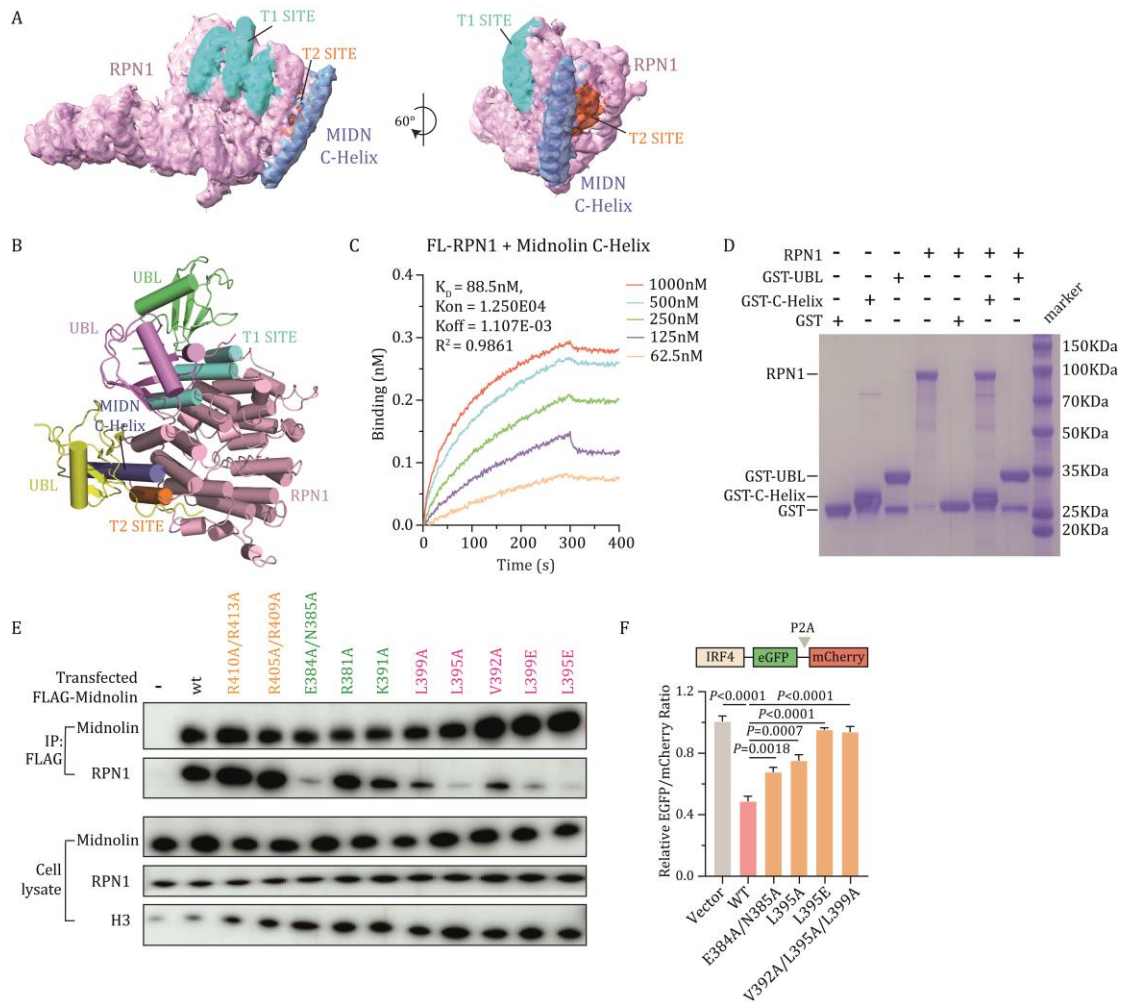 A
T1 SITE
T2 SITE
RPN1
MIDN
C-Helix
60°
T1 SITE
RPN1
T2 SITE
MIDN
C-Helix
B
UBL
UBL
T1 SITE
MIDN
C-Helix
UBL
T2 SITE
RPN1
C
FL-RPN1 + Midnolin C-Helix
K_D = 88.5nM,
Kon = 1.250E04
Koff = 1.107E-03
R² = 0.9861
1000nM
500nM
250nM
125nM
62.5nM
Binding (nM)
0.4
0.3
0.2
0.1
0.0
0 100 200 300 400
Time (s)
D
RPN1 - - - + + + +
GST-UBL - - + - - - +
GST-C-Helix - + - - - + -
GST + - - - + - -
marker
RPN1
GST-UBL
GST-C-Helix
GST
150KDa
100KDa
70KDa
50KDa
35KDa
25KDa
20KDa
E
Transfected
FLAG-Midnolin
-
wt
R410A/R413A
R405A/R409A
E384A/N385A
R381A
K391A
L399A
L395A
V392A
L399E
L395E
IP:
FLAG
Midnolin
RPN1
Cell
lysate
Midnolin
RPN1
H3
F
P2A
IRF4 eGFP mCherry
Relative EGFP/mCherry Ratio
1.2
0.8
0.4
0.0
P<0.0001 P<0.0001
P<0.0001
P=0.0007
P=0.0018
Vector
WT
E384A/N385A
L395A
L395E
V392A/L395A/L399A